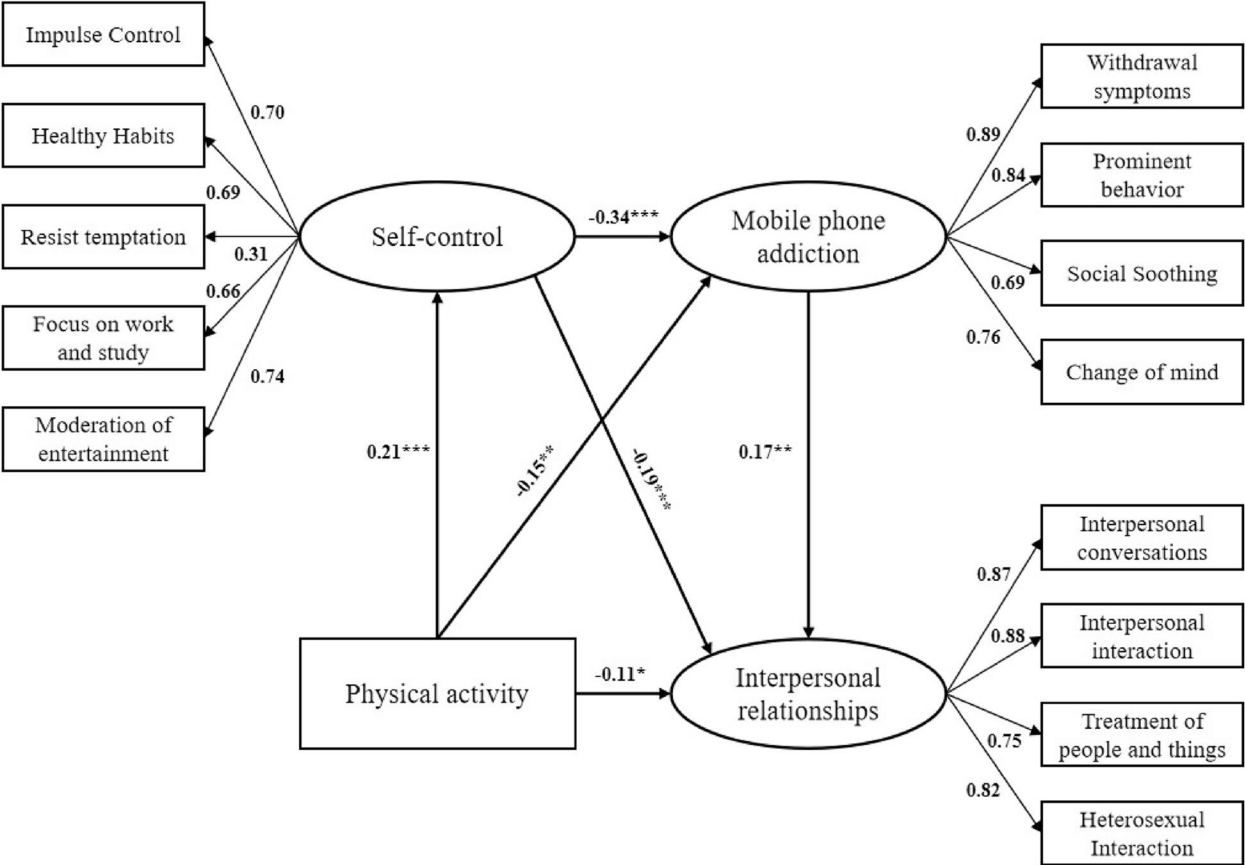 Impulse Control
0.70
Healthy Habits
0.69
Resist temptation
0.31
0.66
Focus on work
and study
0.74
Moderation of
entertainment
Self-control
-0.34***
Mobile phone
addiction
0.89
Withdrawal
symptoms
0.84
Prominent
behavior
0.69
Social Soothing
0.76
Change of mind
0.21***
-0.15**
-0.19***
0.17**
Physical activity
-0.11*
Interpersonal
relationships
0.87
Interpersonal
conversations
0.88
Interpersonal
interaction
0.75
Treatment of
people and things
0.82
Heterosexual
Interaction